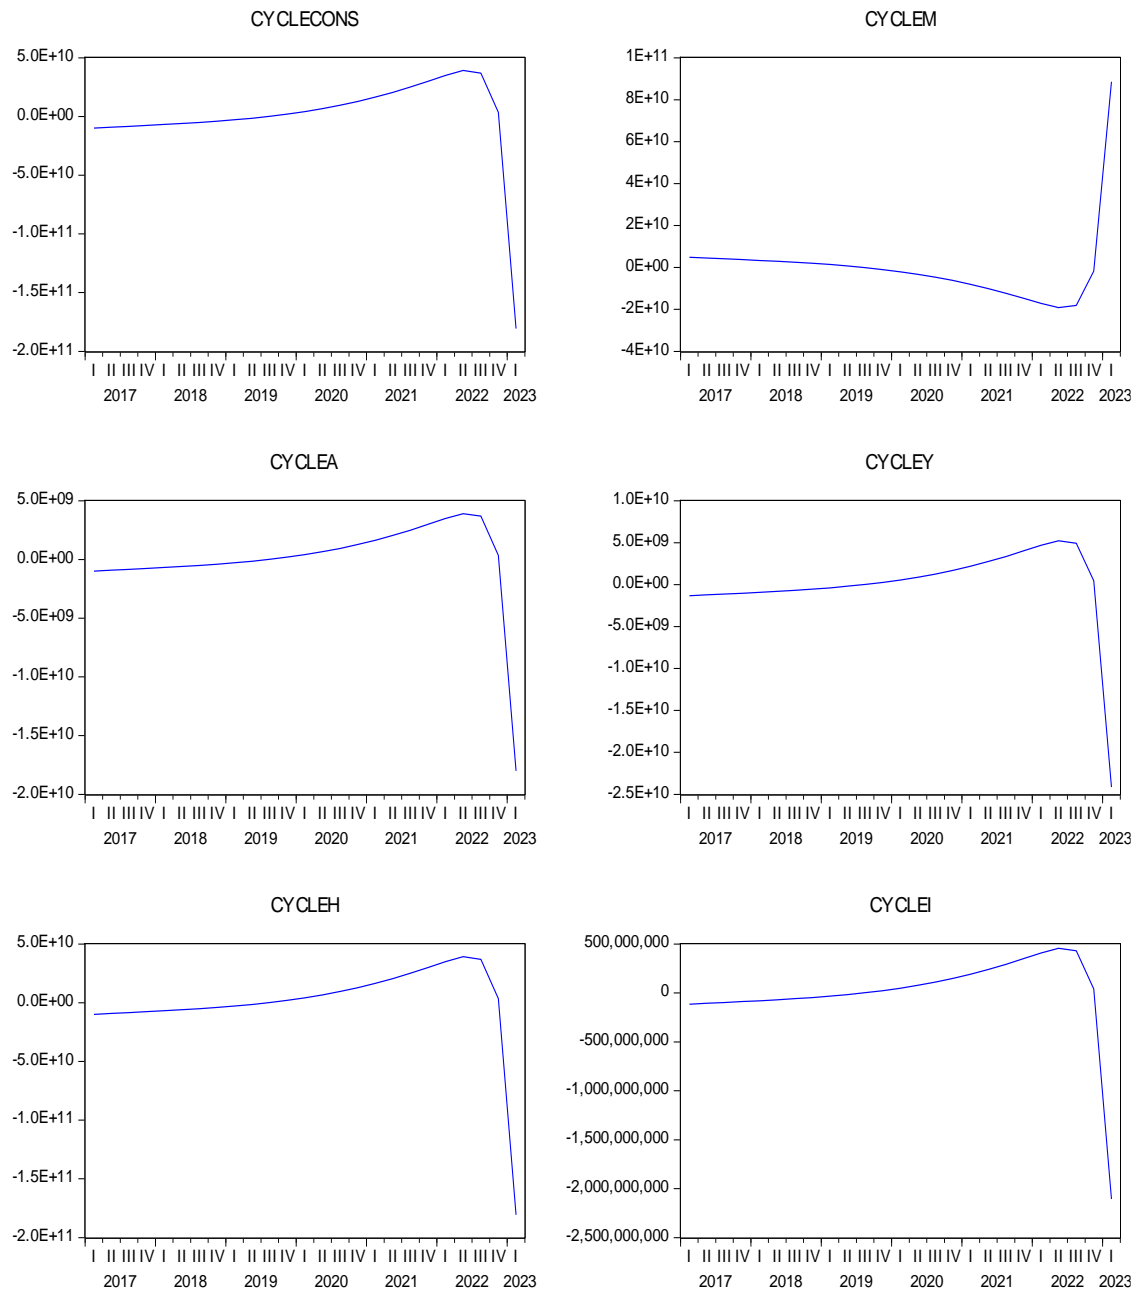 CYCLECONS
5.0E+10
0.0E+00
-5.0E+10
-1.0E+11
-1.5E+11
-2.0E+11
I II III IV I II III IV I II III IV I II III IV I II III IV I II III IV I
2017 2018 2019 2020 2021 2022 2023
CYCLEM
1E+11
8E+10
6E+10
4E+10
2E+10
0E+00
-2E+10
-4E+10
I II III IV I II III IV I II III IV I II III IV I II III IV I II III IV I
2017 2018 2019 2020 2021 2022 2023
CYCLEA
5.0E+09
0.0E+00
-5.0E+09
-1.0E+10
-1.5E+10
-2.0E+10
I II III IV I II III IV I II III IV I II III IV I II III IV I II III IV I
2017 2018 2019 2020 2021 2022 2023
CYCLEY
1.0E+10
5.0E+09
0.0E+00
-5.0E+09
-1.0E+10
-1.5E+10
-2.0E+10
-2.5E+10
I II III IV I II III IV I II III IV I II III IV I II III IV I II III IV I
2017 2018 2019 2020 2021 2022 2023
CYCLEH
5.0E+10
0.0E+00
-5.0E+10
-1.0E+11
-1.5E+11
-2.0E+11
I II III IV I II III IV I II III IV I II III IV I II III IV I II III IV I
2017 2018 2019 2020 2021 2022 2023
CYCLEI
500,000,000
0
-500,000,000
-1,000,000,000
-1,500,000,000
-2,000,000,000
-2,500,000,000
I II III IV I II III IV I II III IV I II III IV I II III IV I II III IV I
2017 2018 2019 2020 2021 2022 2023